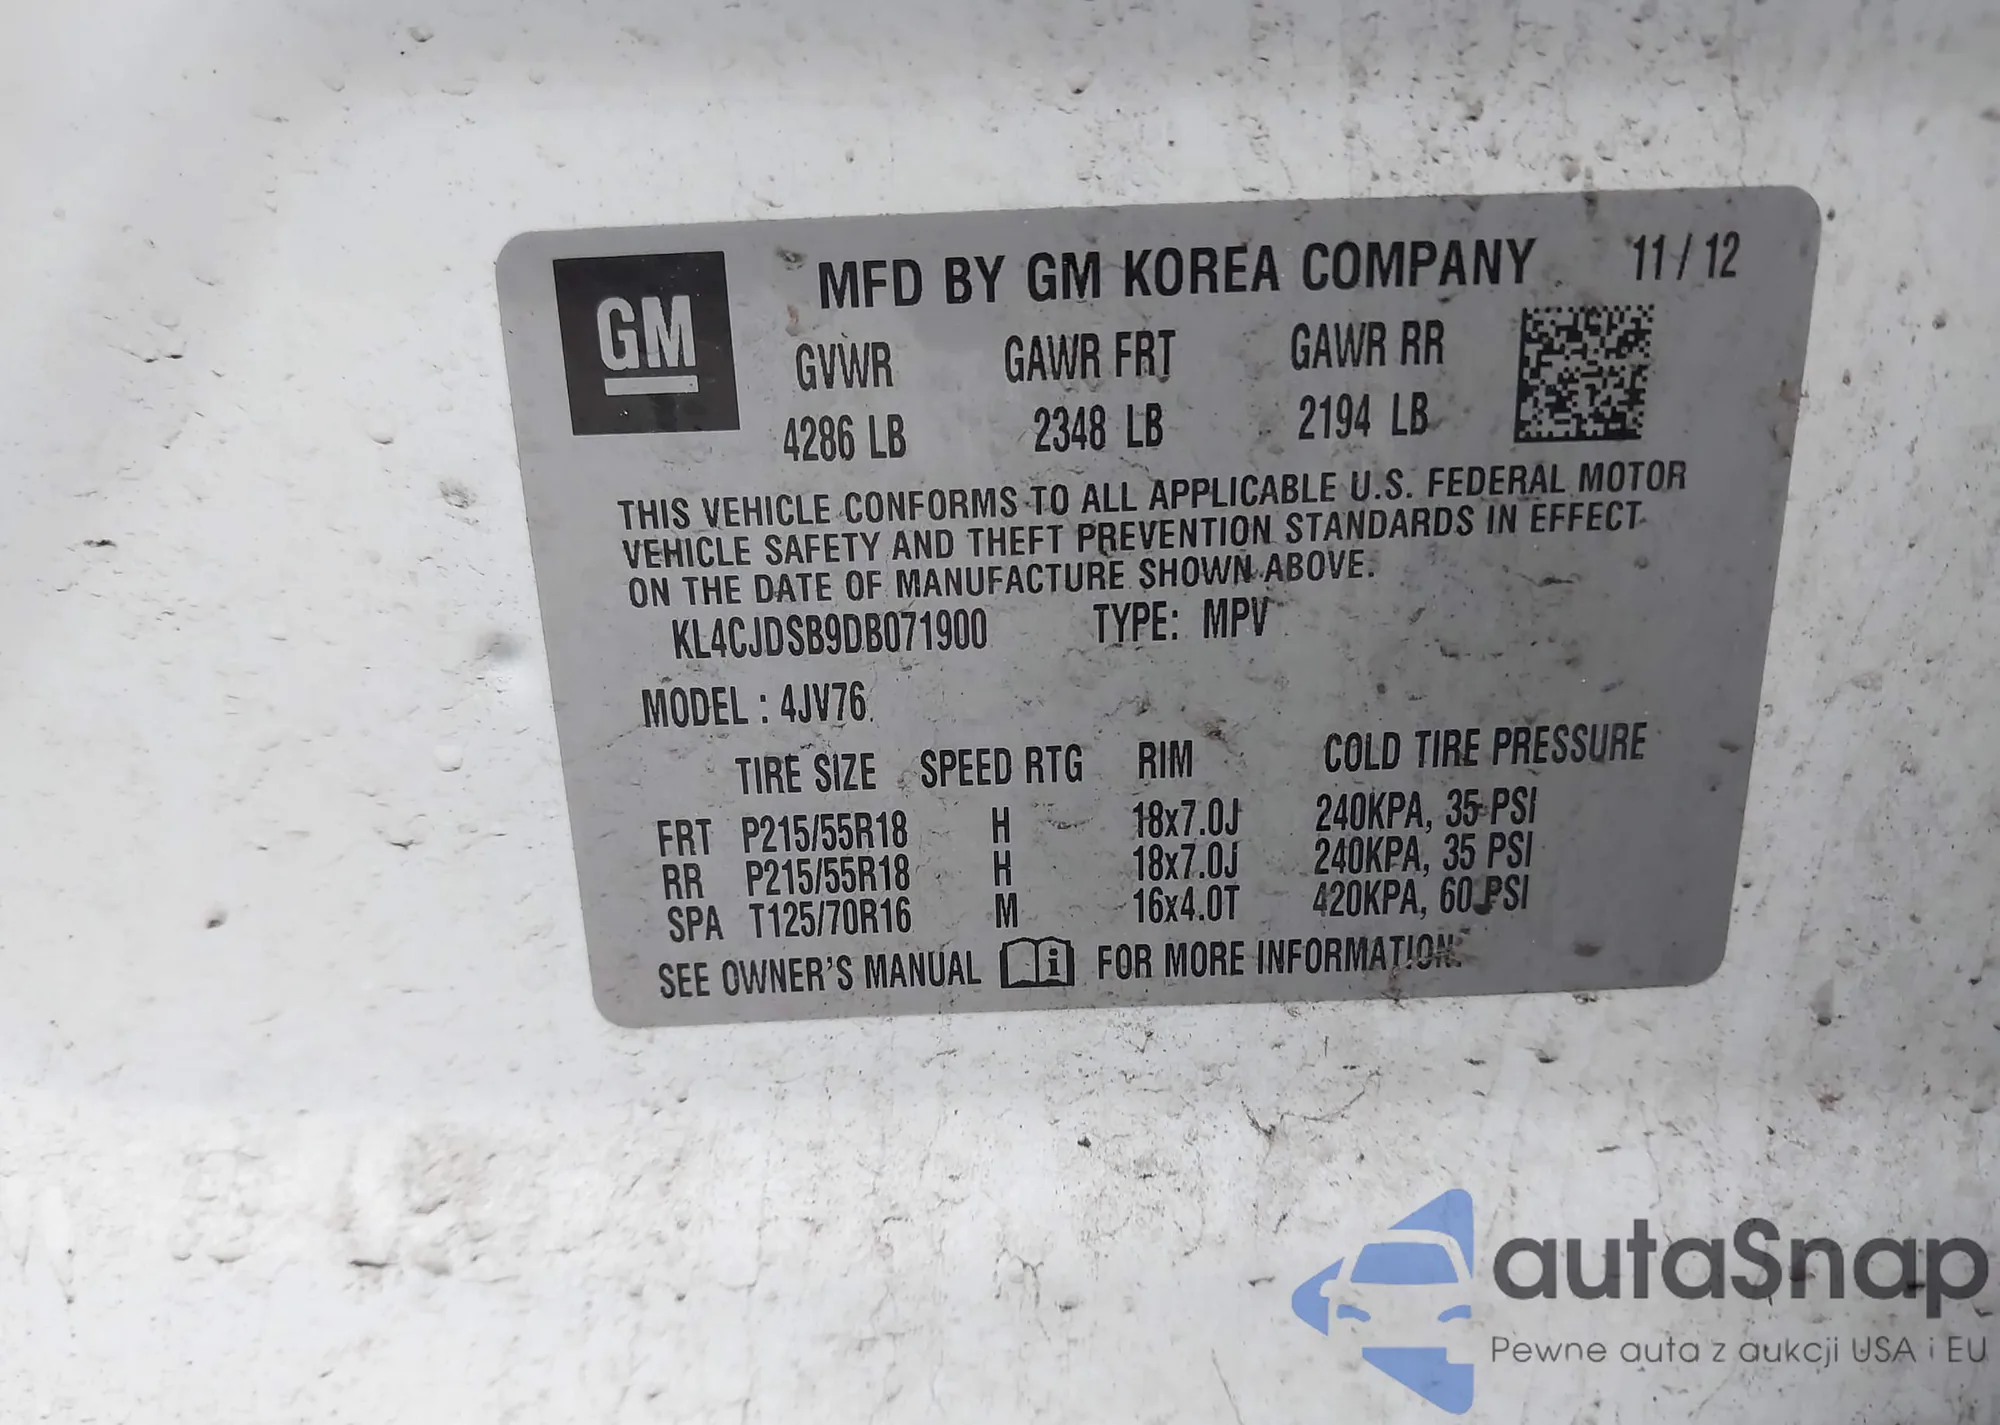 GM
MFD BY GM KOREA COMPANY 11/12
GVWR GAWR FRT GAWR RR
4286 LB 2348 LB 2194 LB
THIS VEHICLE CONFORMS TO ALL APPLICABLE U.S. FEDERAL MOTOR
VEHICLE SAFETY AND THEFT PREVENTION STANDARDS IN EFFECT
ON THE DATE OF MANUFACTURE SHOWN ABOVE.
KL4CJDSB9DB071900 TYPE: MPV
MODEL : 4JV76
TIRE SIZE SPEED RTG RIM COLD TIRE PRESSURE
FRT P215/55R18 H 18x7.0J 240KPA, 35 PSI
RR P215/55R18 H 18x7.0J 240KPA, 35 PSI
SPA T125/70R16 M 16x4.0T 420KPA, 60 PSI
SEE OWNER'S MANUAL i FOR MORE INFORMATION.
autaSnap
Pewne auta z aukcji USA i EU